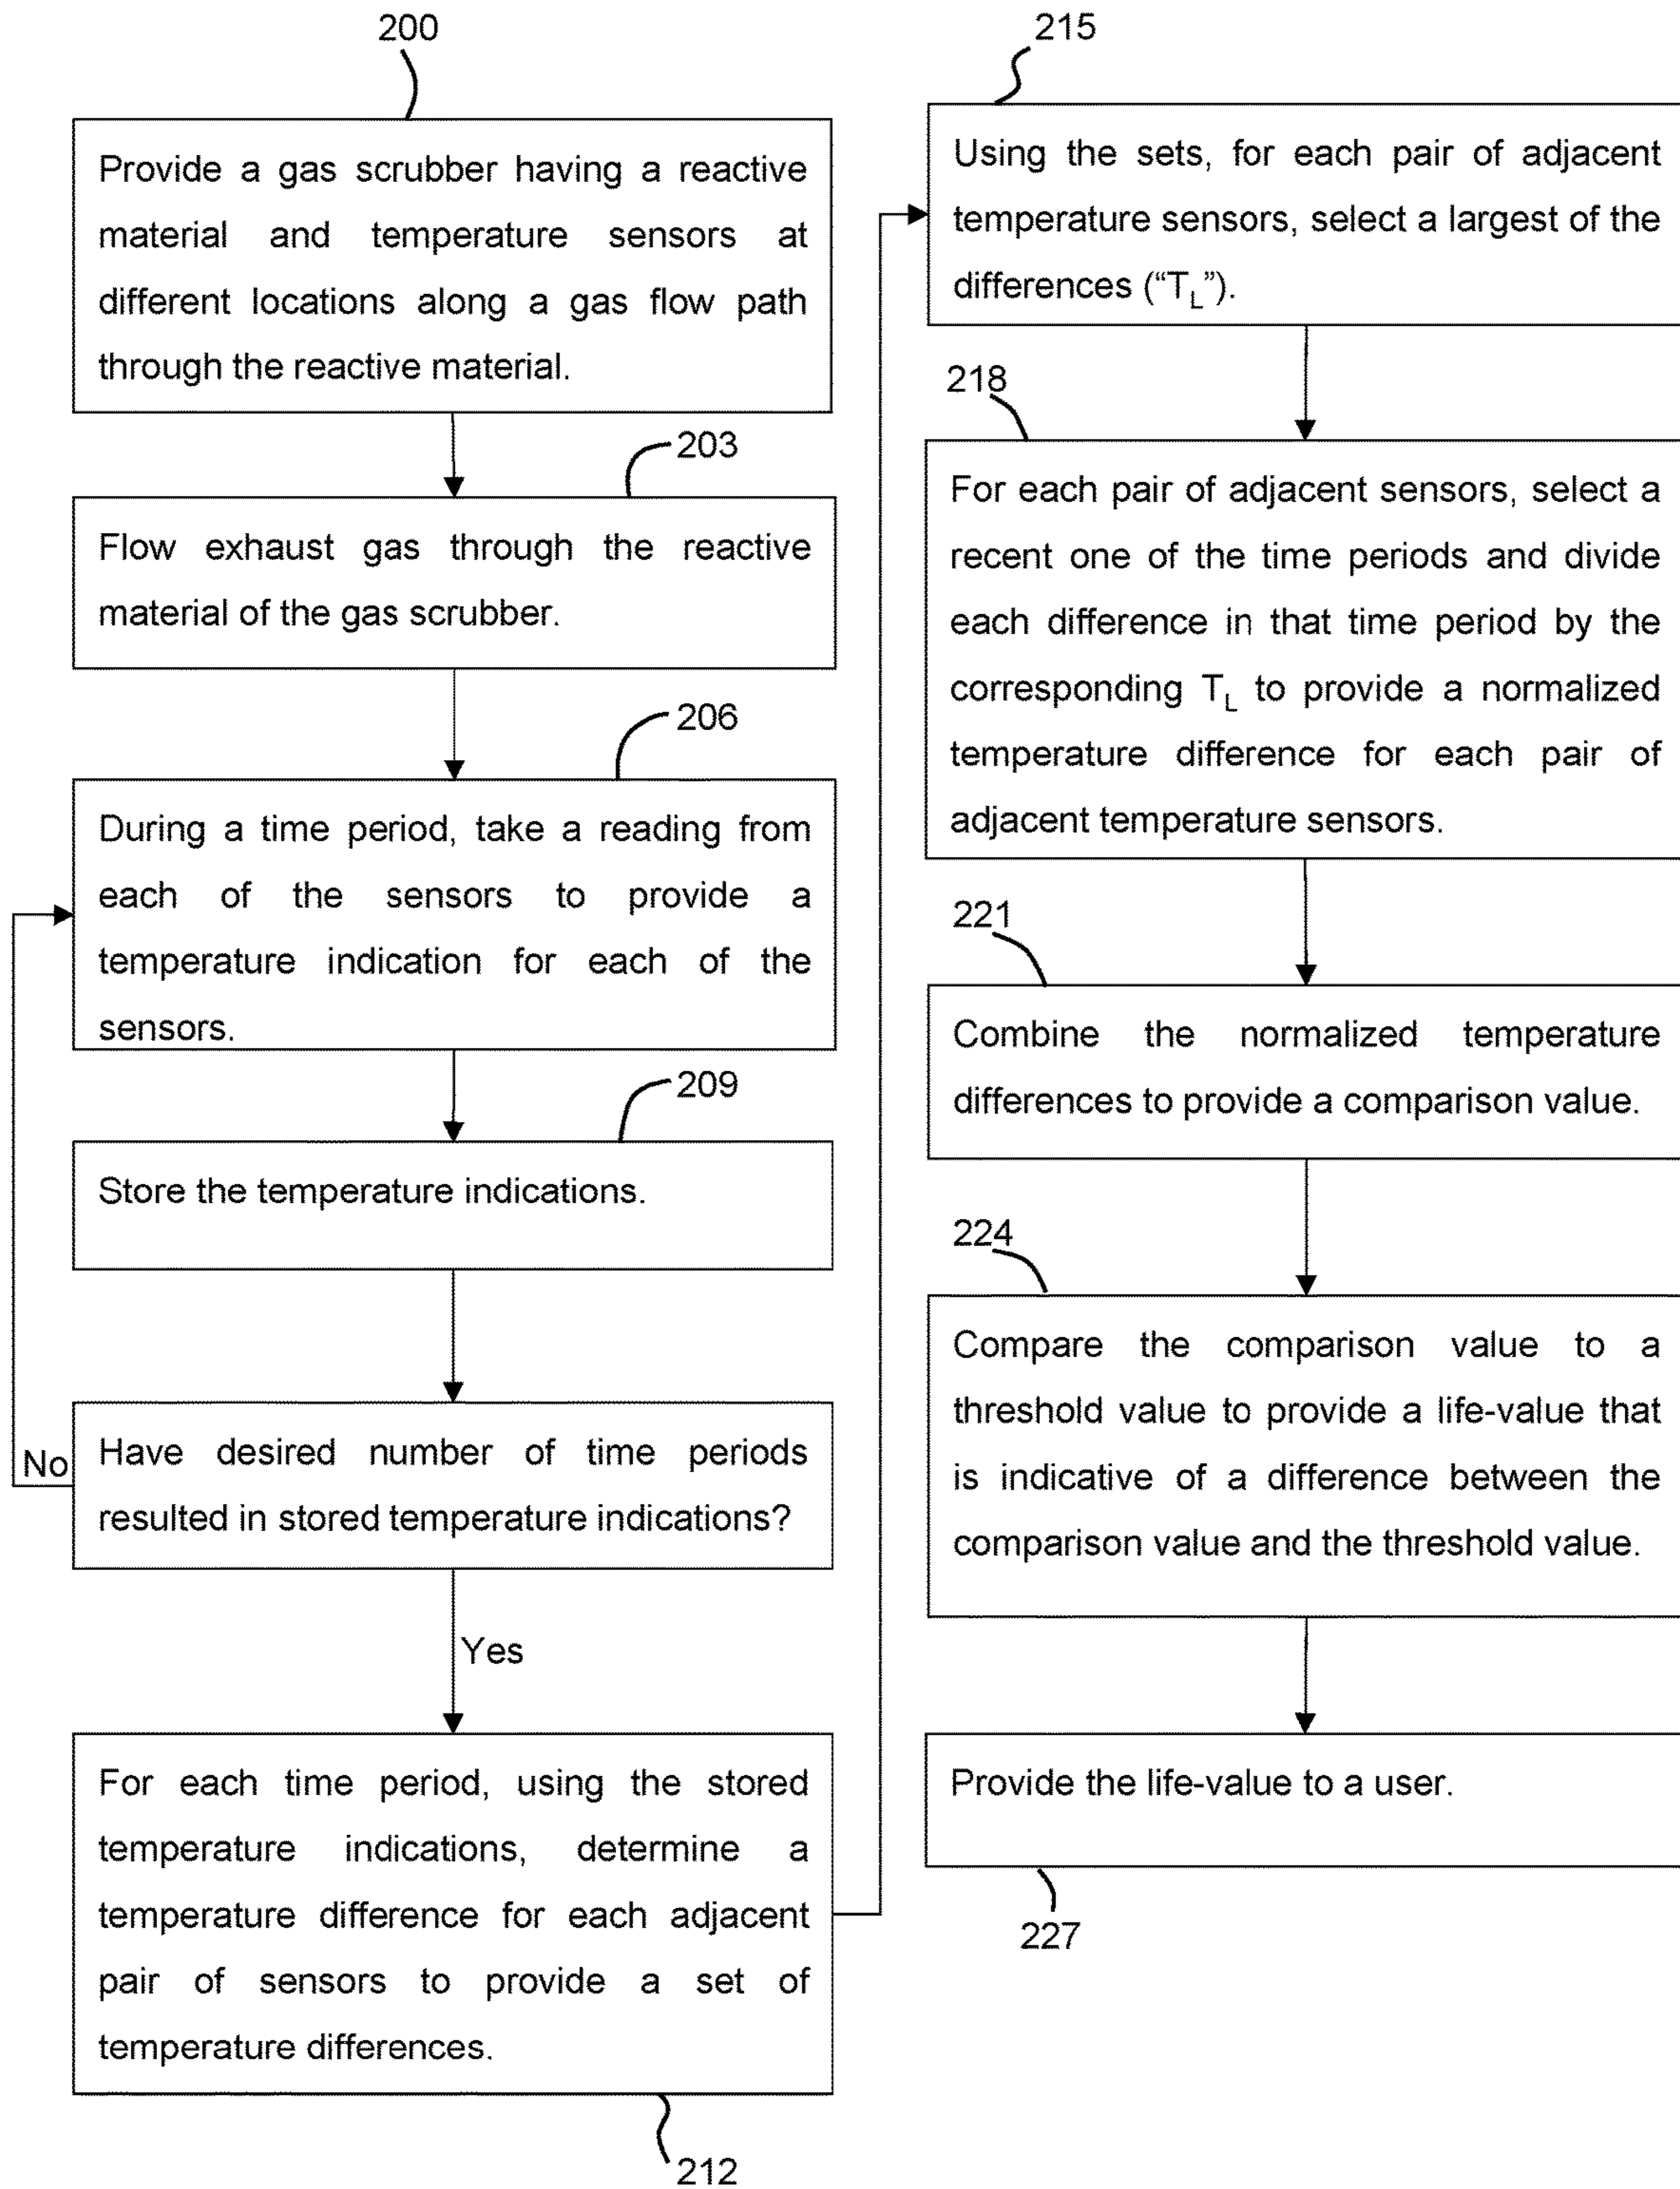 200
Provide a gas scrubber having a reactive
material and temperature sensors at
different locations along a gas flow path
through the reactive material.
203
Flow exhaust gas through the reactive
material of the gas scrubber.
206
During a time period, take a reading from
each of the sensors to provide a
temperature indication for each of the
sensors.
209
Store the temperature indications.
No
Have desired number of time periods
resulted in stored temperature indications?
Yes
For each time period, using the stored
temperature indications, determine a
temperature difference for each adjacent
pair of sensors to provide a set of
temperature differences.
212
215
Using the sets, for each pair of adjacent
temperature sensors, select a largest of the
differences (“T_L”).
218
For each pair of adjacent sensors, select a
recent one of the time periods and divide
each difference in that time period by the
corresponding T_L to provide a normalized
temperature difference for each pair of
adjacent temperature sensors.
221
Combine the normalized temperature
differences to provide a comparison value.
224
Compare the comparison value to a
threshold value to provide a life-value that
is indicative of a difference between the
comparison value and the threshold value.
Provide the life-value to a user.
227